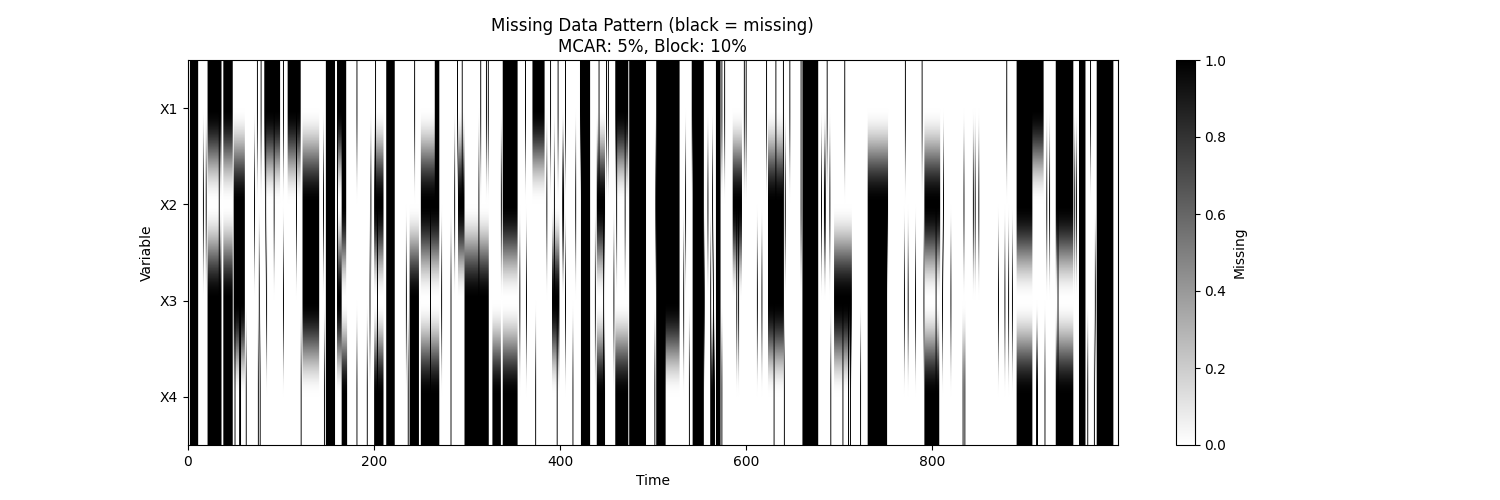 Missing Data Pattern (black = missing)
MCAR: 5%, Block: 10%
X1
X2
X3
X4
Variable
0
200
400
600
800
Time
1.0
0.8
0.6
0.4
0.2
0.0
Missing